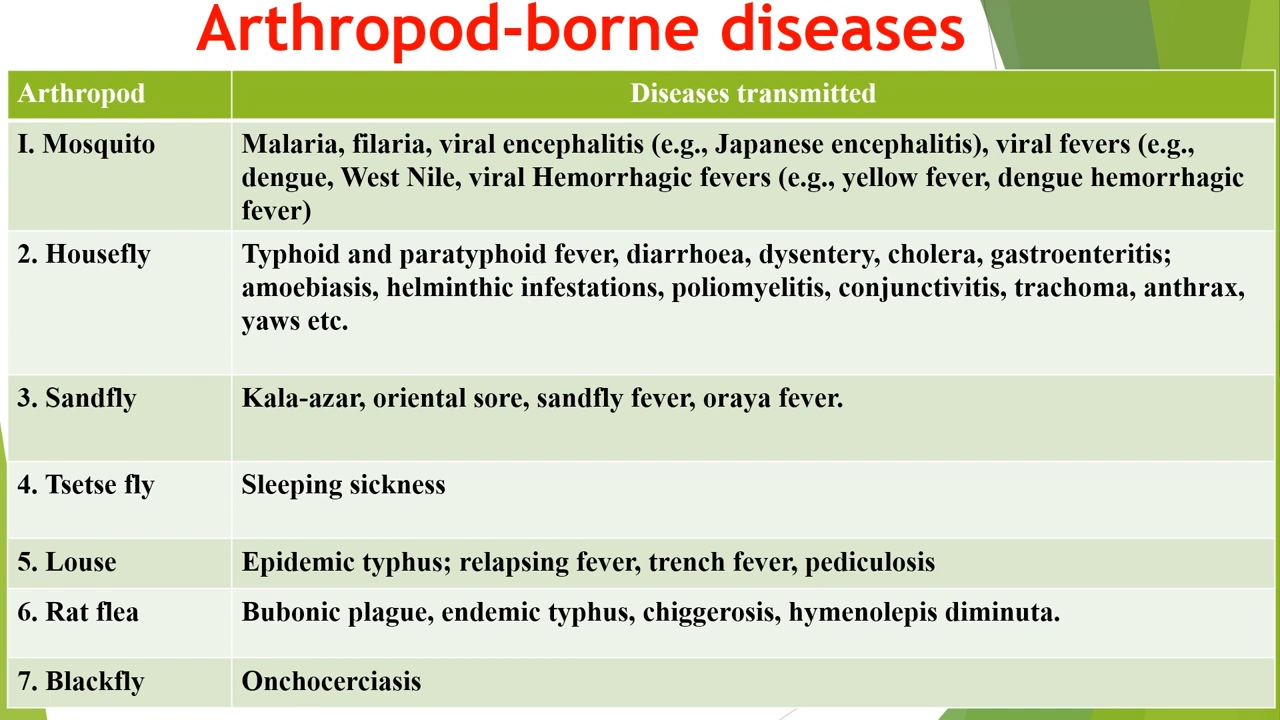 Arthropod-borne diseases
Arthropod
Diseases transmitted
I. Mosquito
Malaria, filaria, viral encephalitis (e.g., Japanese encephalitis), viral fevers (e.g.,
dengue, West Nile, viral Hemorrhagic fevers (e.g., yellow fever, dengue hemorrhagic
fever)
2. Housefly
Typhoid and paratyphoid fever, diarrhoea, dysentery, cholera, gastroenteritis;
amoebiasis, helminthic infestations, poliomyelitis, conjunctivitis, trachoma, anthrax,
yaws etc.
3. Sandfly
Kala-azar, oriental sore, sandfly fever, oraya fever.
4. Tsetse fly
Sleeping sickness
5. Louse
Epidemic typhus; relapsing fever, trench fever, pediculosis
6. Rat flea
Bubonic plague, endemic typhus, chiggerosis, hymenolepis diminuta.
7. Blackfly
Onchocerciasis